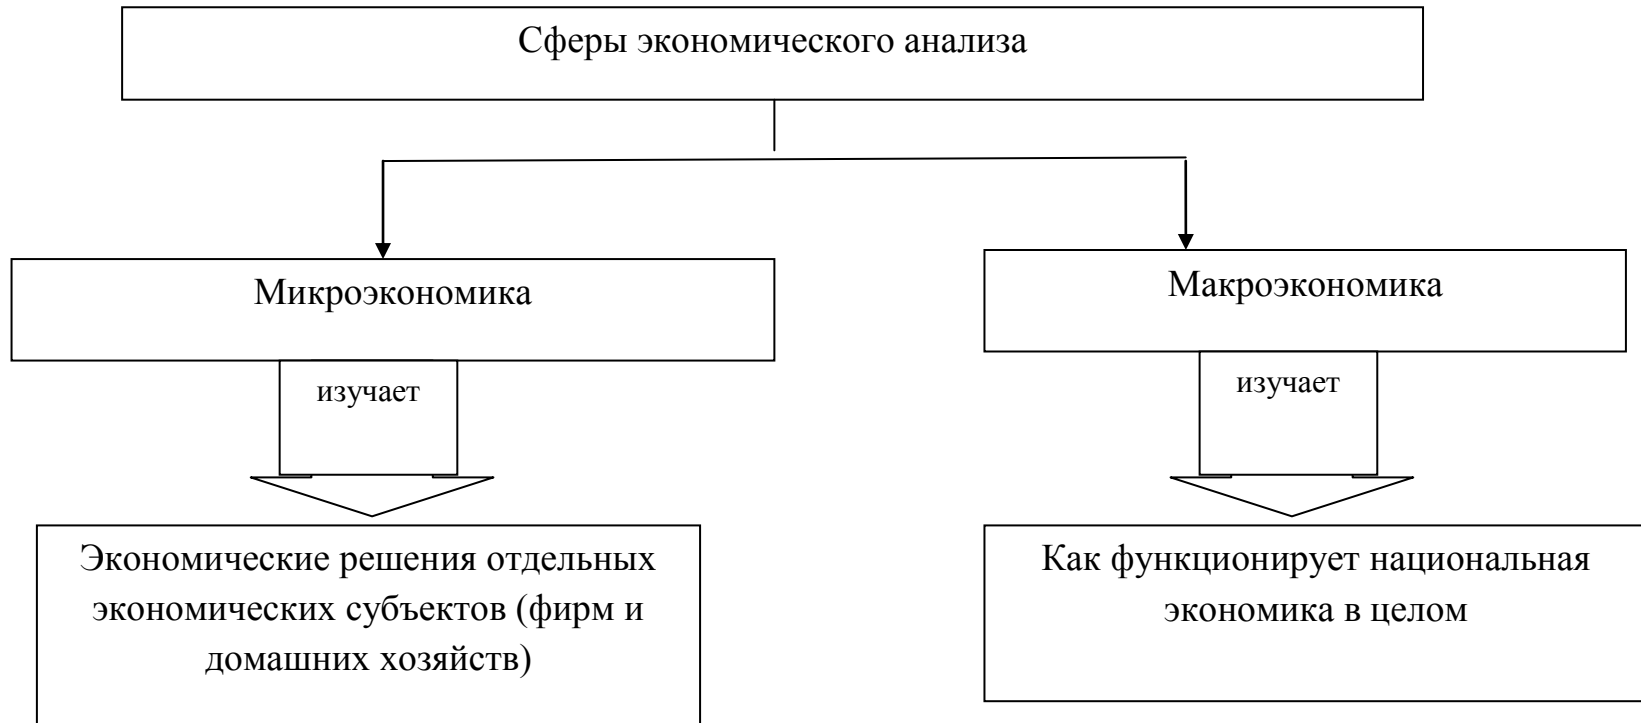 Сферы экономического анализа
Микроэкономика
Макроэкономика
изучает
изучает
Экономические решения отдельных
экономических субъектов (фирм и
домашних хозяйств)
Как функционирует национальная
экономика в целом